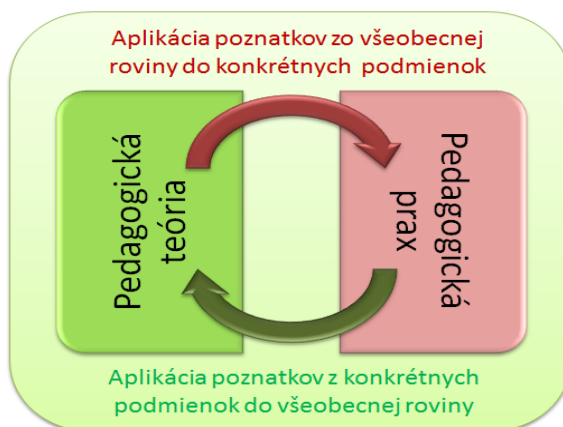 Aplikácia poznatkov zo všeobecnej
roviny do konkrétnych podmienok
Pedagogická
teória
Pedagogická
prax
Aplikácia poznatkov z konkrétnych
podmienok do všeobecnej roviny